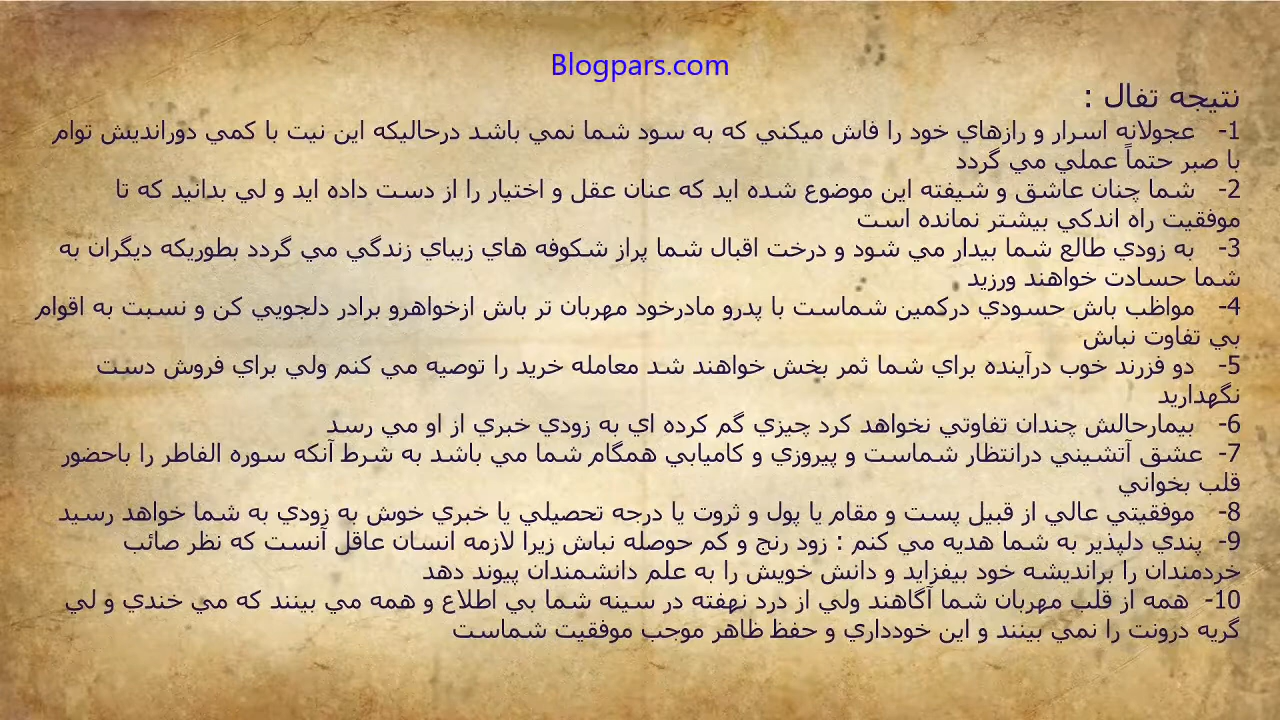 Blogpars.com
نتيجه تفال :
1- عجولانه اسرار و رازهاي خود را فاش ميكني كه به سود شما نمي باشد درحاليكه اين نيت با كمي دورانديش توام
با صبر حتماً عملي مي گردد
2- شما چنان عاشق و شيفته اين موضوع شده ايد كه عنان عقل و اختيار را از دست داده ايد و لي بدانيد كه تا
موفقيت راه اندكي بيشتر نمانده است
3- به زودي طالع شما بيدار مي شود و درخت اقبال شما پراز شكوفه هاي زيباي زندگي مي گردد بطوريكه ديگران به
شما حسادت خواهند ورزيد
4- مواظب باش حسودي دركمين شماست با پدرو مادرخود مهربان تر باش ازخواهرو برادر دلجويي كن و نسبت به اقوام
بي تفاوت نباش
5- دو فزرند خوب درآينده براي شما ثمر بخش خواهند شد معامله خريد را توصيه مي كنم ولي براي فروش دست
نگهداريد
6- بيمارحالش چندان تفاوتي نخواهد كرد چيزي گم كرده اي به زودي خبري از او مي رسد
7- عشق آتشيني درانتظار شماست و پيروزي و كاميابي همگام شما مي باشد به شرط آنكه سوره الفاطر را باحضور
قلب بخواني
8- موفقيتي عالي از قبيل پست و مقام يا پول و ثروت يا درجه تحصيلي يا خبري خوش به زودي به شما خواهد رسيد
9- پندي دلپذير به شما هديه مي كنم : زود رنج و كم حوصله نباش زيرا لازمه انسان عاقل آنست كه نظر صائب
خردمندان را برانديشه خود بيفزايد و دانش خويش را به علم دانشمندان پيوند دهد
10- همه از قلب مهربان شما آگاهند ولي از درد نهفته در سينه شما بي اطلاع و همه مي بينند كه مي خندي و لي
گريه درونت را نمي بينند و اين خودداري و حفظ ظاهر موجب موفقيت شماست